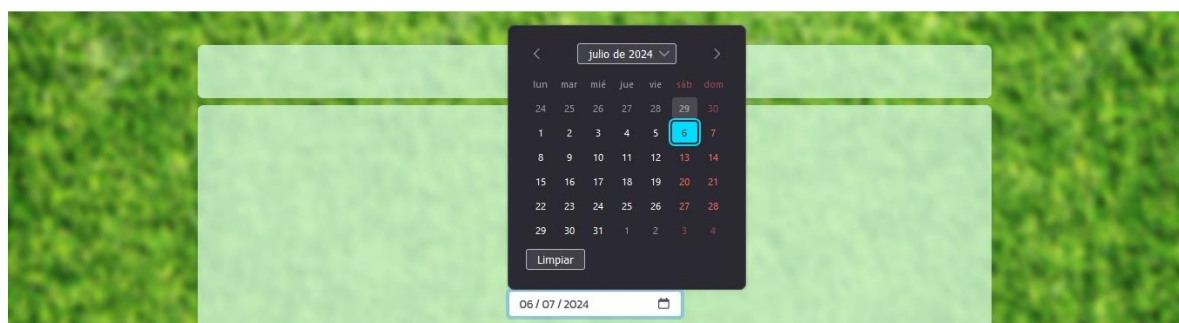 julio de 2024
lun mar mié jue vie sáb dom
24 25 26 27 28 29 30
1 2 3 4 5 6 7
8 9 10 11 12 13 14
15 16 17 18 19 20 21
22 23 24 25 26 27 28
29 30 31 1 2 3 4
Limpiar
06 / 07 / 2024